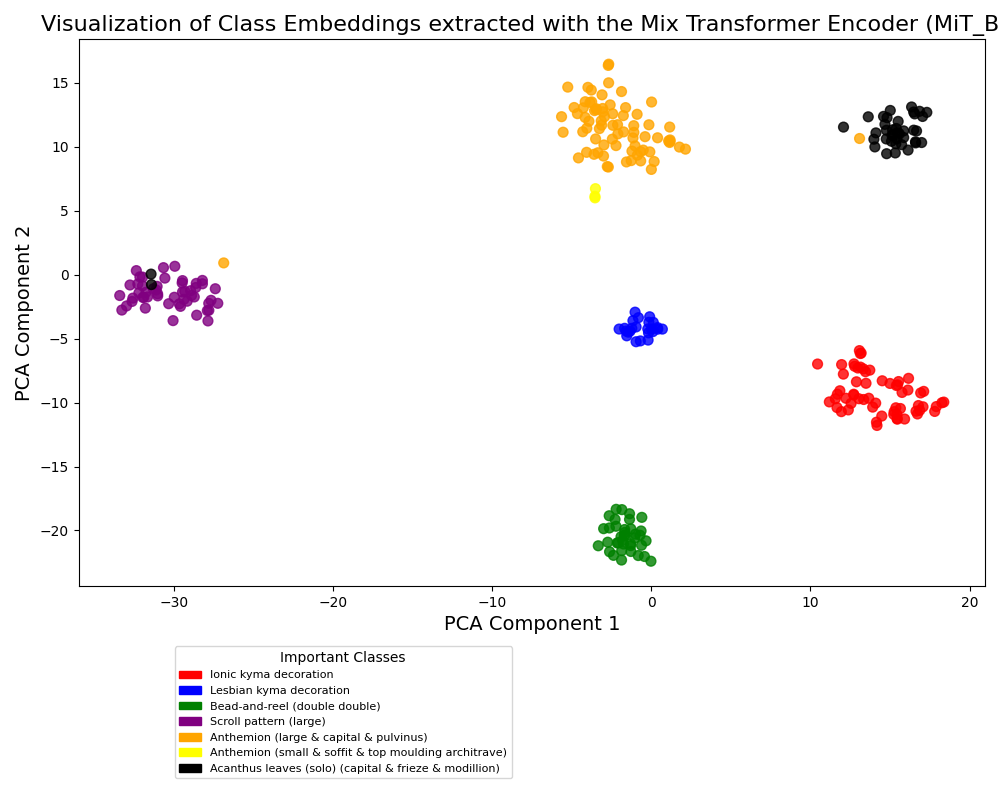 Visualization of Class Embeddings extracted with the Mix Transformer Encoder (MiT_B
PCA Component 2
15
10
5
0
−5
−10
−15
−20
−30
−20
−10
0
10
20
PCA Component 1
Important Classes
Ionic kyma decoration
Lesbian kyma decoration
Bead-and-reel (double double)
Scroll pattern (large)
Anthemion (large & capital & pulvinus)
Anthemion (small & soffit & top moulding architrave)
Acanthus leaves (solo) (capital & frieze & modillion)